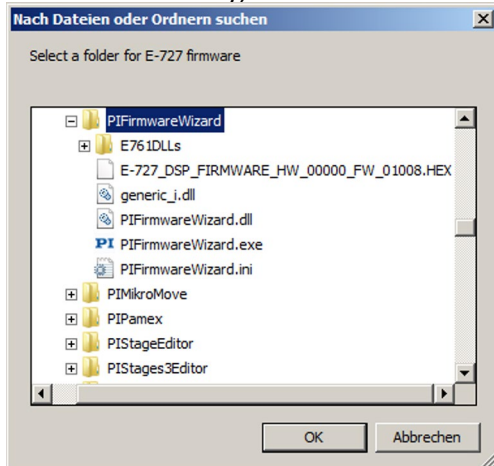 Nach Dateien oder Ordnern suchen
Select a folder for E-727 firmware
PIFirmwareWizard
E761DLLs
E-727_DSP_FIRMWARE_HW_00000_FW_01008.HEX
generic_i.dll
PIFirmwareWizard.dll
PI PIFirmwareWizard.exe
PIFirmwareWizard.ini
PIMikroMove
PIPamex
PIStageEditor
PIStages3Editor
OK Abbrechen